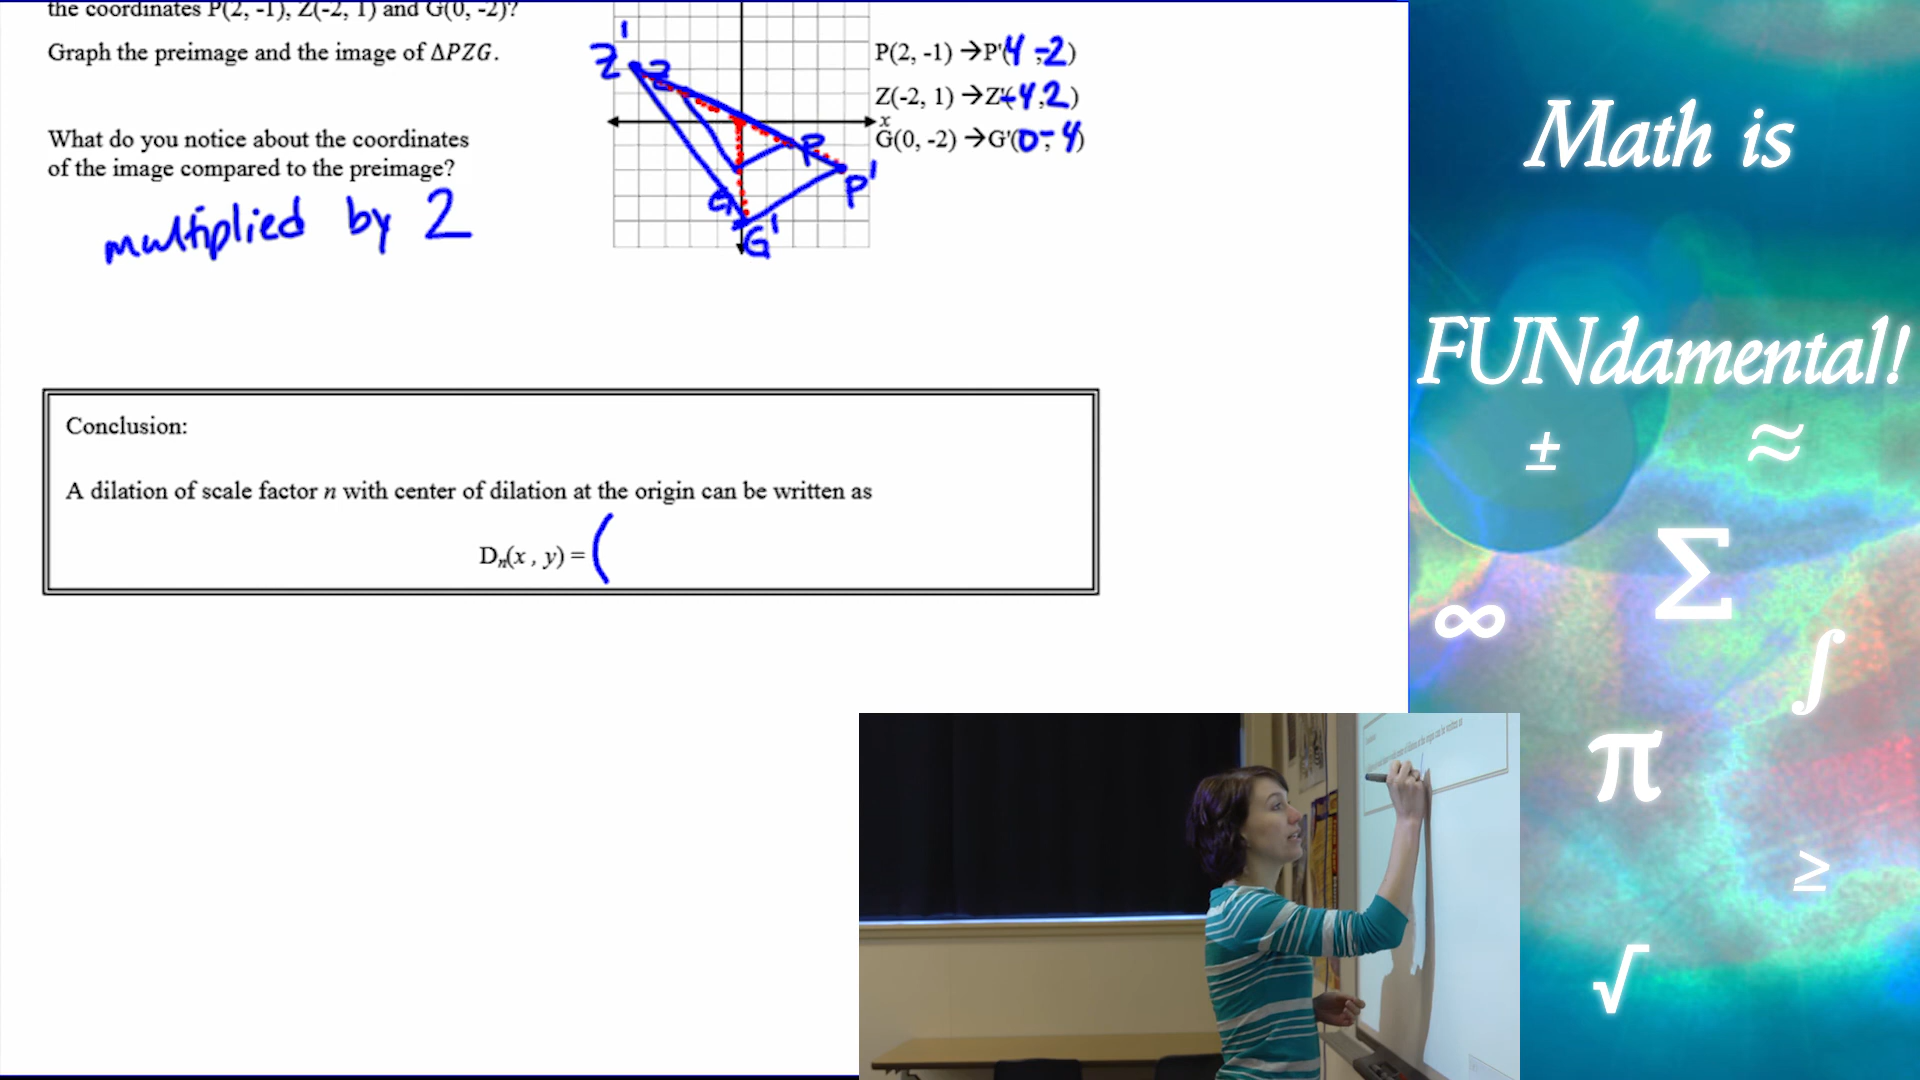 the coordinates P(2, -1), Z(-2, 1) and G(0, -2)?
Graph the preimage and the image of ΔPZG.
What do you notice about the coordinates
of the image compared to the preimage?
multiplied by 2
Z'
Z
x
P
P'
G
G'
P(2, -1) →P'(4,-2)
Z(-2, 1) →Z'(-4,2)
G(0, -2) →G'(0,-4)
Conclusion:
A dilation of scale factor n with center of dilation at the origin can be written as
Dₙ(x , y) = (
Math is
FUNdamental!
± ≈
Σ
∞
∫
π
≥
√